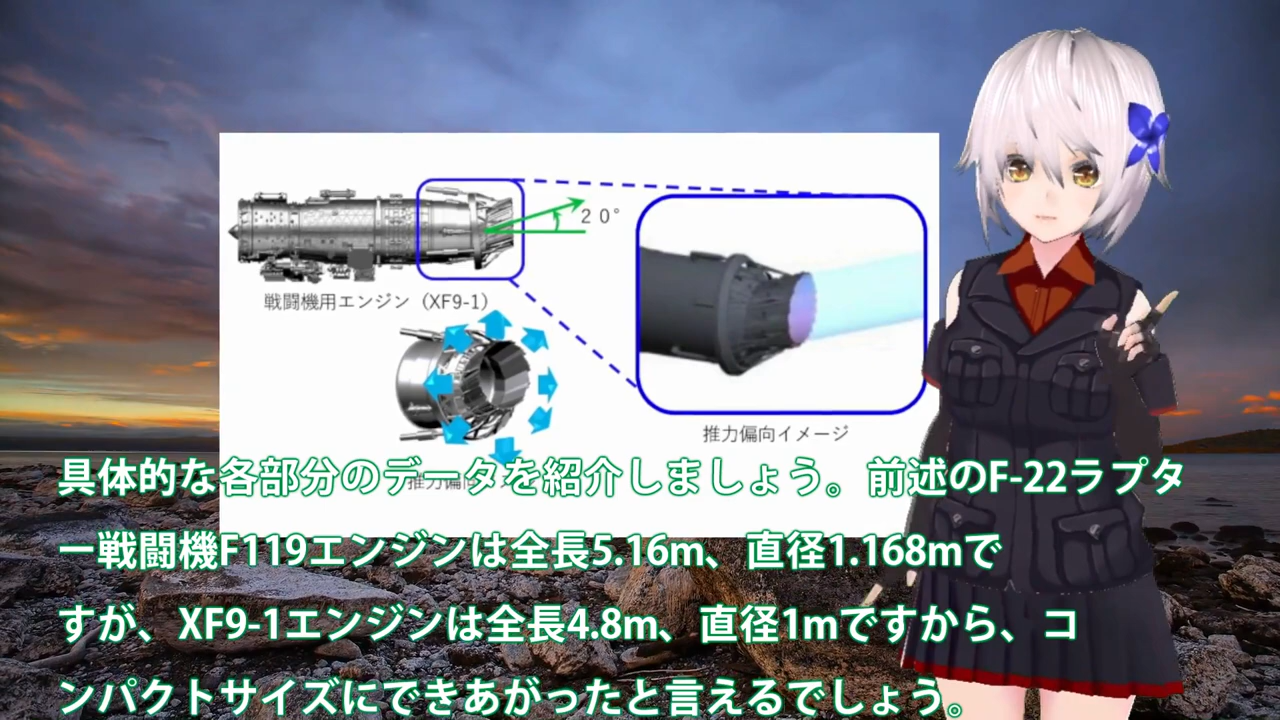 20°
戦闘機用エンジン（XF9-1）
推力偏向イメージ
具体的な各部分のデータを紹介しましょう。前述のF-22ラプタ
ー戦闘機F119エンジンは全長5.16m、直径1.168mで
すが、XF9-1エンジンは全長4.8m、直径1mですから、コ
ンパクトサイズにできあがったと言えるでしょう。